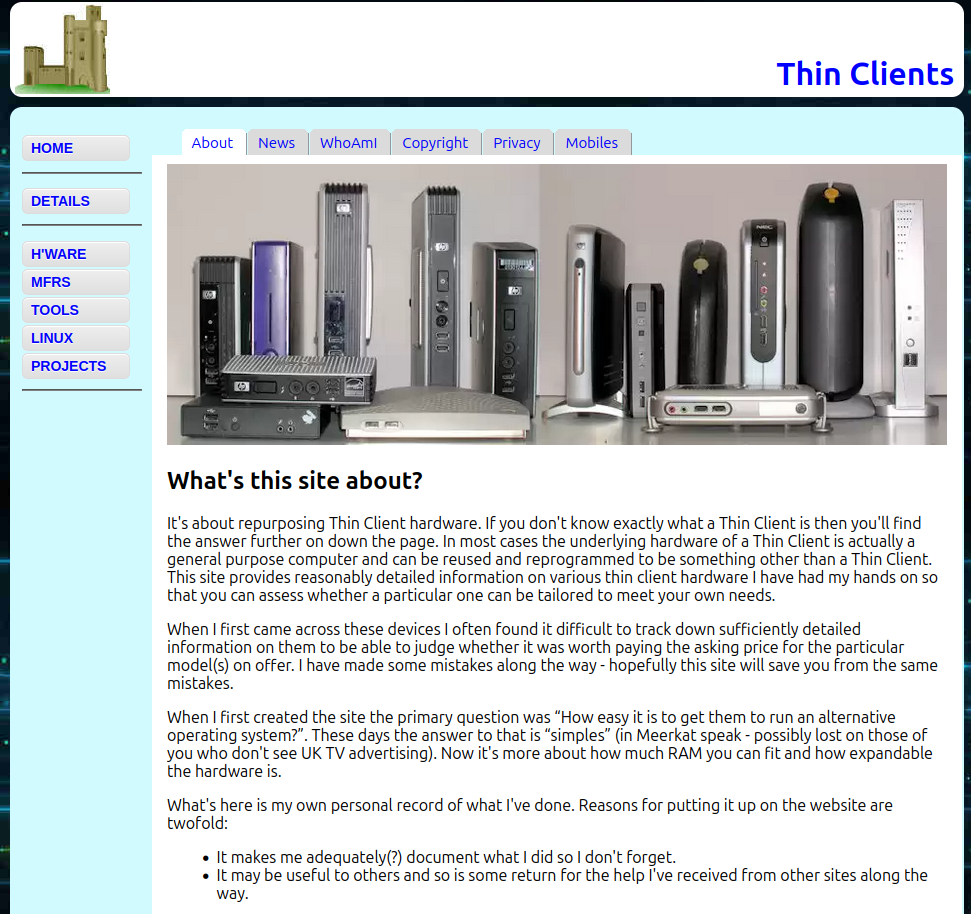 Thin Clients
HOME
DETAILS
H'WARE
MFRS
TOOLS
LINUX
PROJECTS
About News WhoAmI Copyright Privacy Mobiles
hp
hp
hp
hp
hp
NEC
What's this site about?
It's about repurposing Thin Client hardware. If you don't know exactly what a Thin Client is then you'll find
the answer further on down the page. In most cases the underlying hardware of a Thin Client is actually a
general purpose computer and can be reused and reprogrammed to be something other than a Thin Client.
This site provides reasonably detailed information on various thin client hardware I have had my hands on so
that you can assess whether a particular one can be tailored to meet your own needs.
When I first came across these devices I often found it difficult to track down sufficiently detailed
information on them to be able to judge whether it was worth paying the asking price for the particular
model(s) on offer. I have made some mistakes along the way - hopefully this site will save you from the same
mistakes.
When I first created the site the primary question was “How easy it is to get them to run an alternative
operating system?”. These days the answer to that is “simples” (in Meerkat speak - possibly lost on those of
you who don't see UK TV advertising). Now it's more about how much RAM you can fit and how expandable
the hardware is.
What's here is my own personal record of what I've done. Reasons for putting it up on the website are
twofold:
• It makes me adequately(?) document what I did so I don't forget.
• It may be useful to others and so is some return for the help I've received from other sites along the
way.